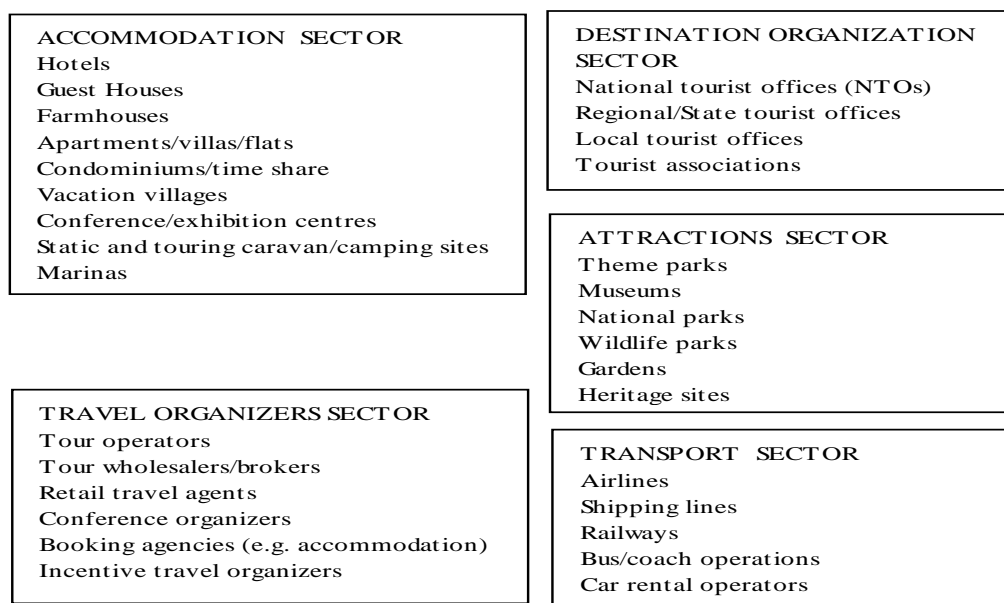 ACCOMMODATION SECTOR
Hotels
Guest Houses
Farmhouses
Apartments/villas/flats
Condominiums/time share
Vacation villages
Conference/exhibition centres
Static and touring caravan/camping sites
Marinas
DESTINATION ORGANIZATION
SECTOR
National tourist offices (NTOs)
Regional/State tourist offices
Local tourist offices
Tourist associations
ATTRACTIONS SECTOR
Theme parks
Museums
National parks
Wildlife parks
Gardens
Heritage sites
TRAVEL ORGANIZERS SECTOR
Tour operators
Tour wholesalers/brokers
Retail travel agents
Conference organizers
Booking agencies (e.g. accommodation)
Incentive travel organizers
TRANSPORT SECTOR
Airlines
Shipping lines
Railways
Bus/coach operations
Car rental operators